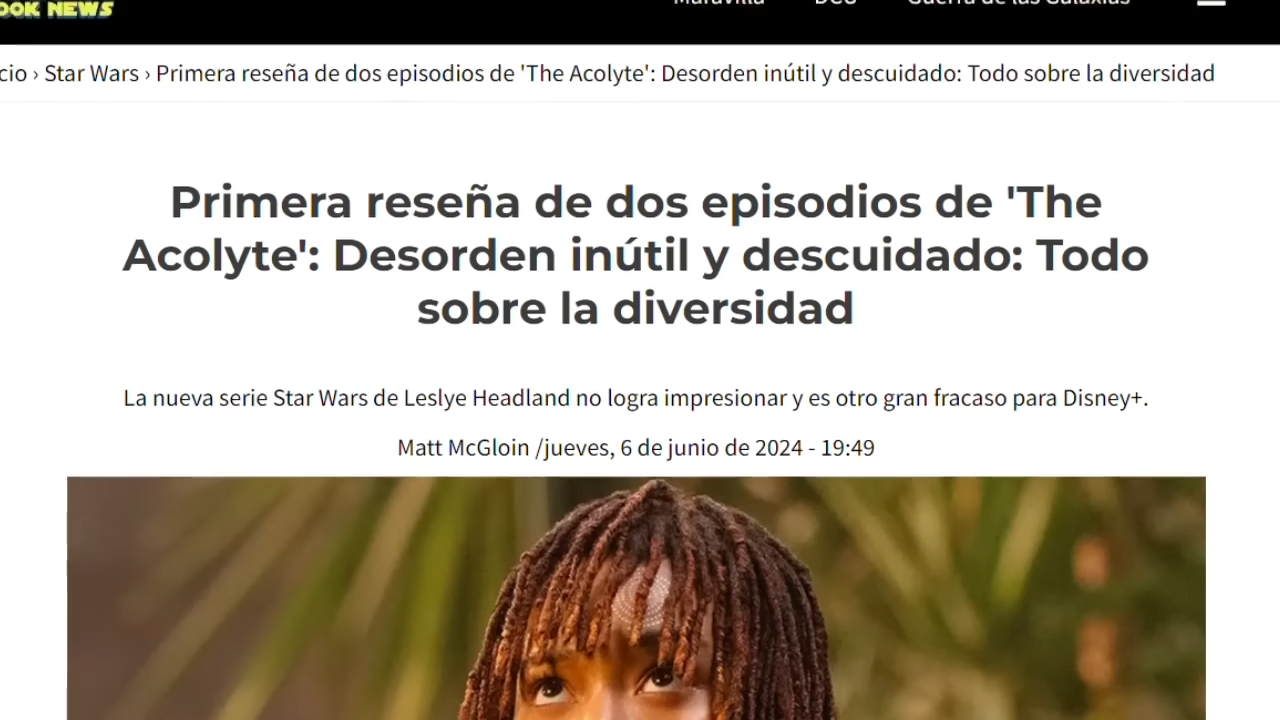 OOK NEWS
Maravilla DCU Guerra de las Galaxias
cio › Star Wars › Primera reseña de dos episodios de 'The Acolyte': Desorden inútil y descuidado: Todo sobre la diversidad
Primera reseña de dos episodios de 'The
Acolyte': Desorden inútil y descuidado: Todo
sobre la diversidad
La nueva serie Star Wars de Leslye Headland no logra impresionar y es otro gran fracaso para Disney+.
Matt McGloin /jueves, 6 de junio de 2024 - 19:49